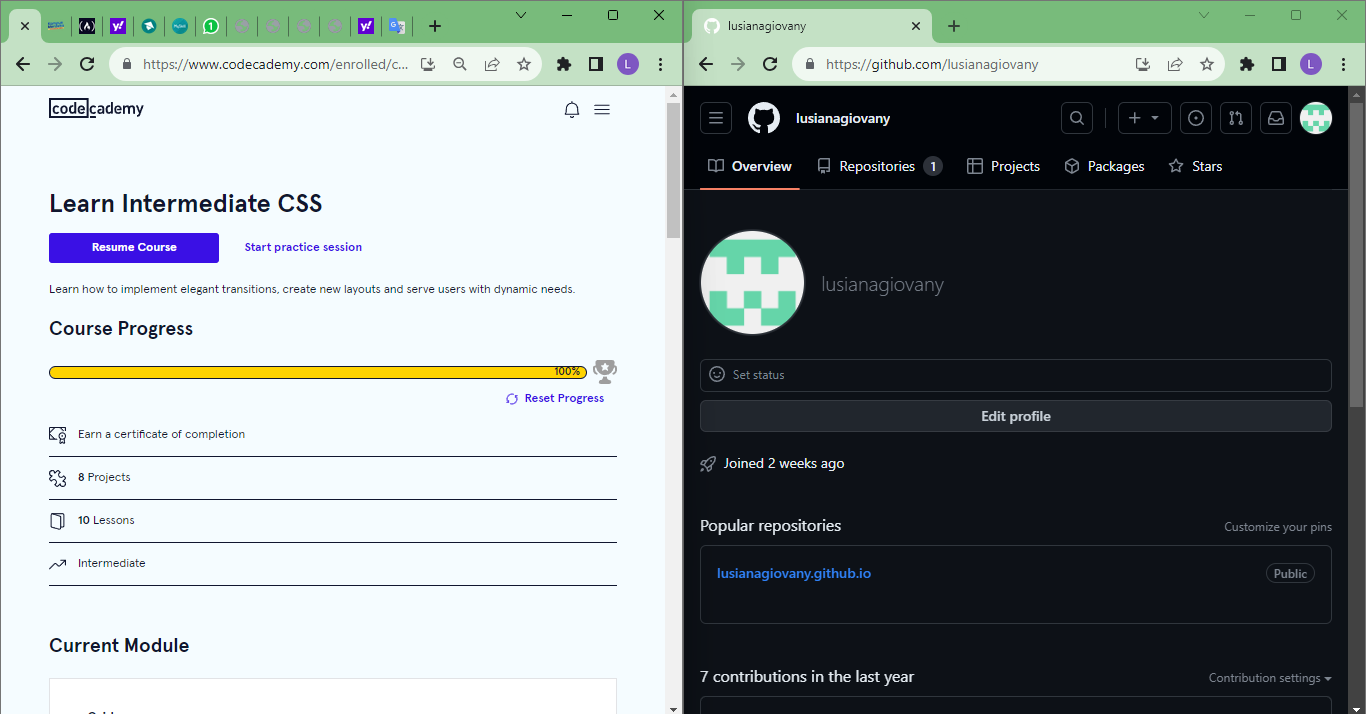 https://www.codecademy.com/enrolled/c...
L
codecademy
Learn Intermediate CSS
Resume Course
Start practice session
Learn how to implement elegant transitions, create new layouts and serve users with dynamic needs.
Course Progress
100%
Reset Progress
Earn a certificate of completion
8 Projects
10 Lessons
Intermediate
Current Module
lusianagiovany
https://github.com/lusianagiovany
L
lusianagiovany
Overview
Repositories 1
Projects
Packages
Stars
lusianagiovany
Set status
Edit profile
Joined 2 weeks ago
Popular repositories
Customize your pins
lusianagiovany.github.io
Public
7 contributions in the last year
Contribution settings